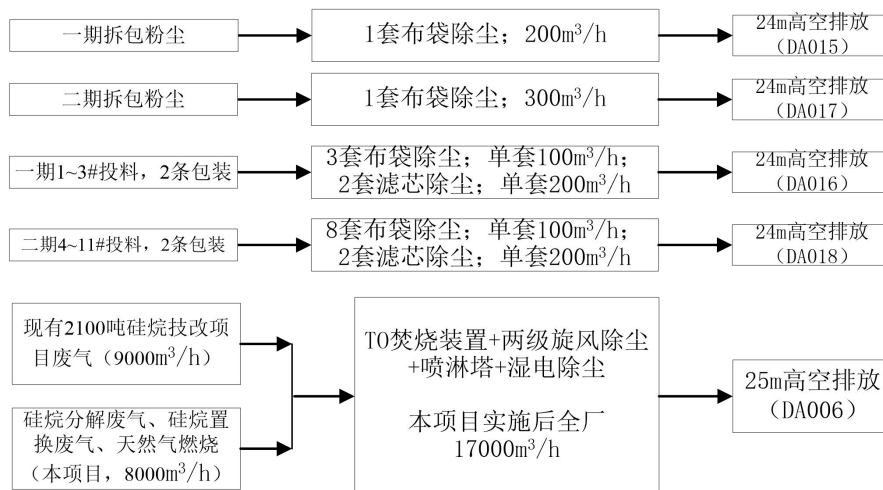 一期拆包粉尘
1套布袋除尘；200m³/h
24m高空排放
（DA015）
二期拆包粉尘
1套布袋除尘；300m³/h
24m高空排放
（DA017）
一期1~3#投料，2条包装
3套布袋除尘；单套100m³/h；
2套滤芯除尘；单套200m³/h
24m高空排放
（DA016）
二期4~11#投料，2条包装
8套布袋除尘；单套100m³/h；
2套滤芯除尘；单套200m³/h
24m高空排放
（DA018）
现有2100吨硅烷技改项
目废气（9000m³/h）
硅烷分解废气、硅烷置
换废气、天然气燃烧
（本项目，8000m³/h）
TO焚烧装置+两级旋风除尘
+喷淋塔+湿电除尘
本项目实施后全厂
17000m³/h
25m高空排放
（DA006）